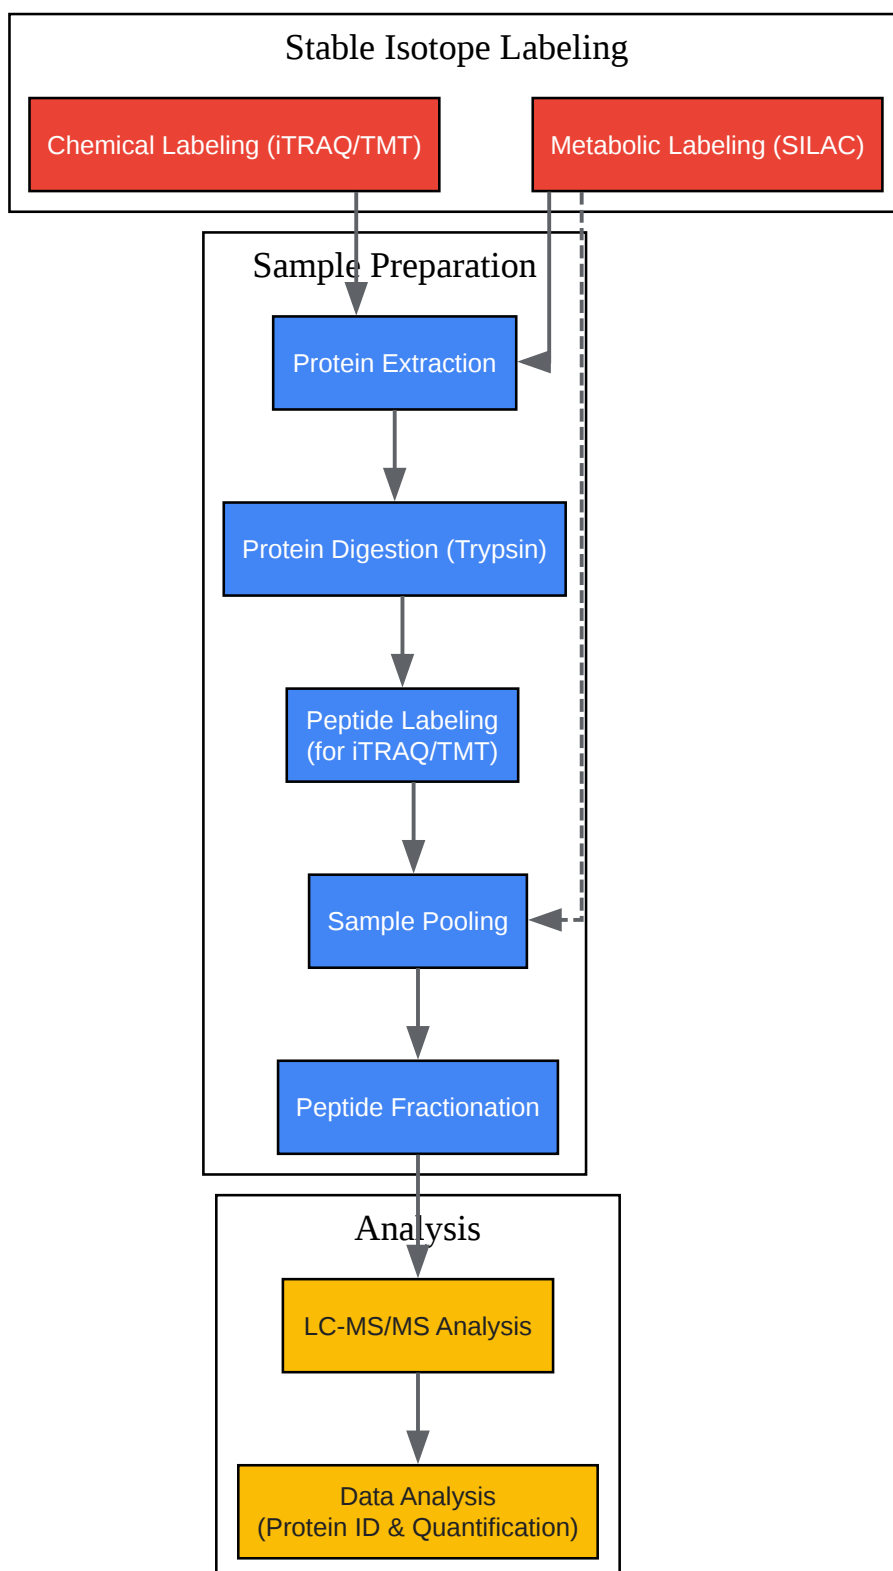 Stable Isotope Labeling
Chemical Labeling (iTRAQ/TMT)
Metabolic Labeling (SILAC)
Sample Preparation
Protein Extraction
Protein Digestion (Trypsin)
Peptide Labeling
(for iTRAQ/TMT)
Sample Pooling
Peptide Fractionation
Analysis
LC-MS/MS Analysis
Data Analysis
(Protein ID & Quantification)